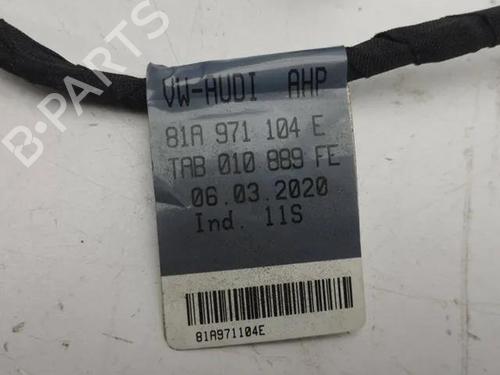 VW-AUDI AHP
81A 971 104 E
TAB 010 889 FE
06.03.2020
Ind. 11S
81A971104E
B-PARTS